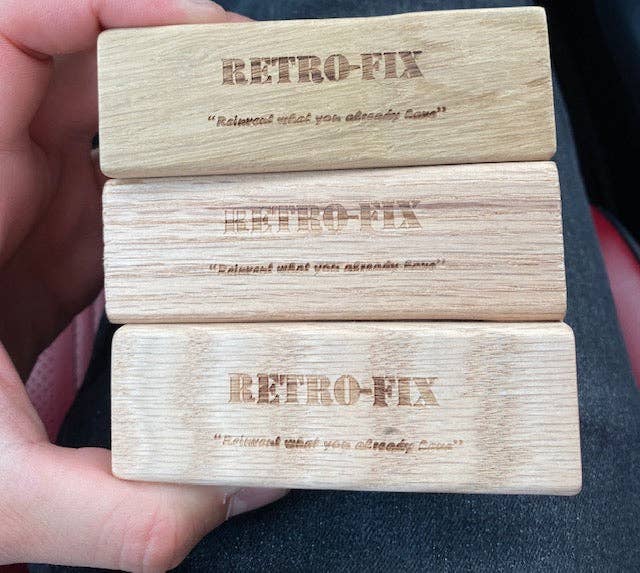 RETRO-FIX
"Reinvent what you already have"
RETRO-FIX
"Reinvent what you already have"
RETRO-FIX
"Reinvent what you already have"